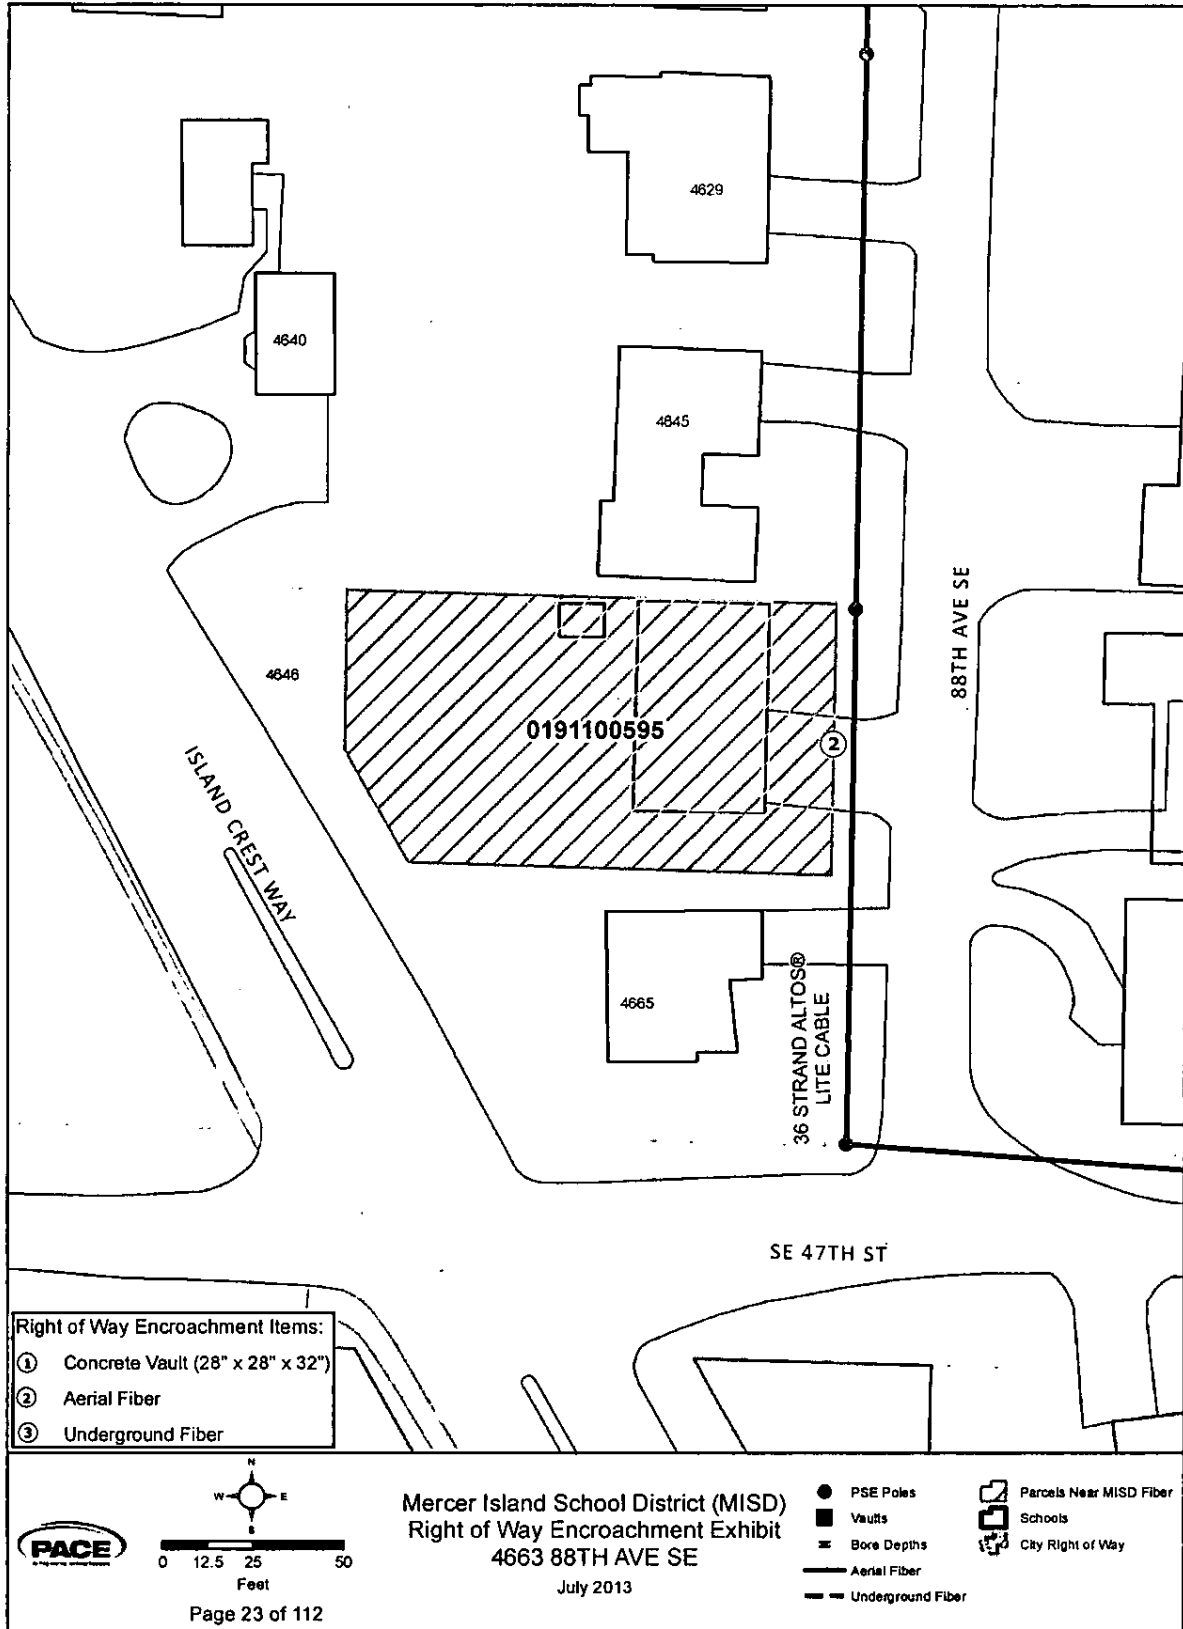 4629
4640
4845
4646
0191100595
2
88TH AVE SE
ISLAND CREST WAY
4665
36 STRAND ALTOS®
LITE CABLE
SE 47TH ST
Right of Way Encroachment Items:
1 Concrete Vault (28" x 28" x 32")
2 Aerial Fiber
3 Underground Fiber
PACE
N
W E
S
0 12.5 25 50
Feet
Page 23 of 112
Mercer Island School District (MISD)
Right of Way Encroachment Exhibit
4663 88TH AVE SE
July 2013
PSE Poles
Vaults
Bore Depths
Aerial Fiber
Underground Fiber
Parcels Near MISD Fiber
Schools
City Right of Way